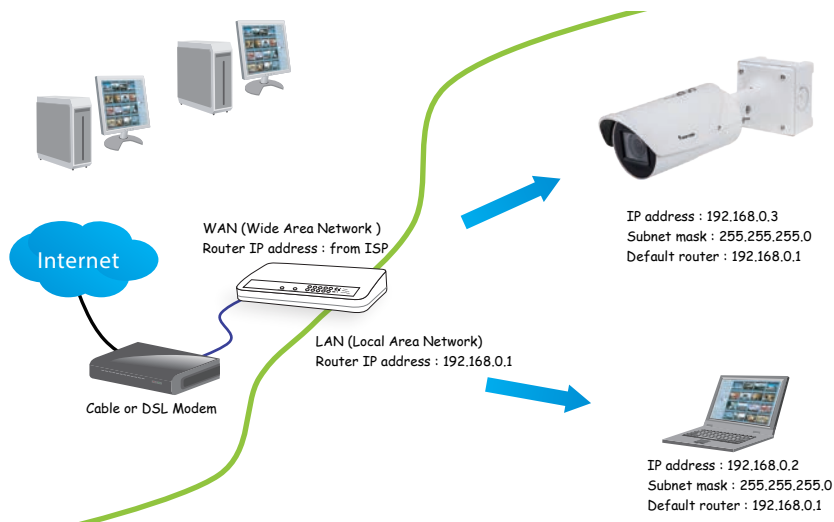 WAN (Wide Area Network )
Router IP address : from ISP
Internet
LAN (Local Area Network)
Router IP address : 192.168.0.1
Cable or DSL Modem
IP address : 192.168.0.3
Subnet mask : 255.255.255.0
Default router : 192.168.0.1
IP address : 192.168.0.2
Subnet mask : 255.255.255.0
Default router : 192.168.0.1